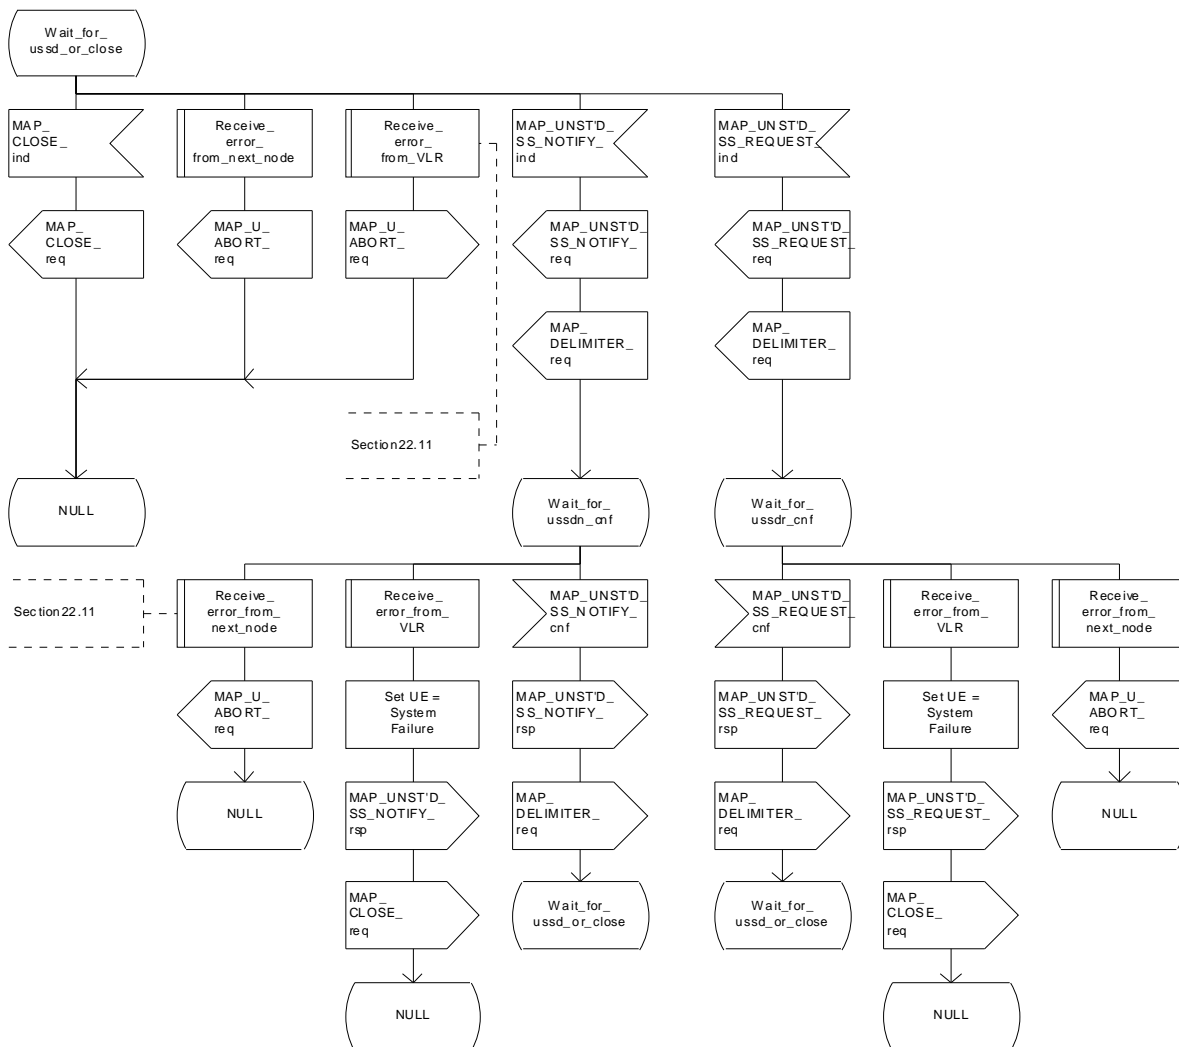 Wait_for_
ussd_or_close
MAP_
CLOSE_
ind
Receive_
error_
from_next_node
Receive_
error_
from_VLR
MAP_UNST'D_
SS_NOTIFY_
ind
MAP_UNST'D_
SS_REQUEST_
ind
MAP_
CLOSE_
req
MAP_U_
ABORT_
req
MAP_U_
ABORT_
req
MAP_UNST'D_
SS_NOTIFY_
req
MAP_UNST'D_
SS_REQUEST_
req
MAP_
DELIMITER_
req
MAP_
DELIMITER_
req
Section22.11
NULL
Wait_for_
ussdn_cnf
Wait_for_
ussdr_cnf
Section22.11
Receive_
error_from_
next_node
Receive_
error_from_
VLR
MAP_UNST'D_
SS_NOTIFY_
cnf
MAP_UNST'D_
SS_REQUEST_
cnf
Receive_
error_from_
VLR
Receive_
error_from_
next_node
MAP_U_
ABORT_
req
Set UE =
System
Failure
MAP_UNST'D_
SS_NOTIFY_
rsp
MAP_UNST'D_
SS_REQUEST_
rsp
Set UE =
System
Failure
MAP_U_
ABORT_
req
NULL
MAP_UNST'D_
SS_NOTIFY_
rsp
MAP_
DELIMITER_
req
MAP_
DELIMITER_
req
MAP_UNST'D_
SS_REQUEST_
rsp
NULL
MAP_
CLOSE_
req
Wait_for_
ussd_or_close
Wait_for_
ussd_or_close
MAP_
CLOSE_
req
NULL
NULL